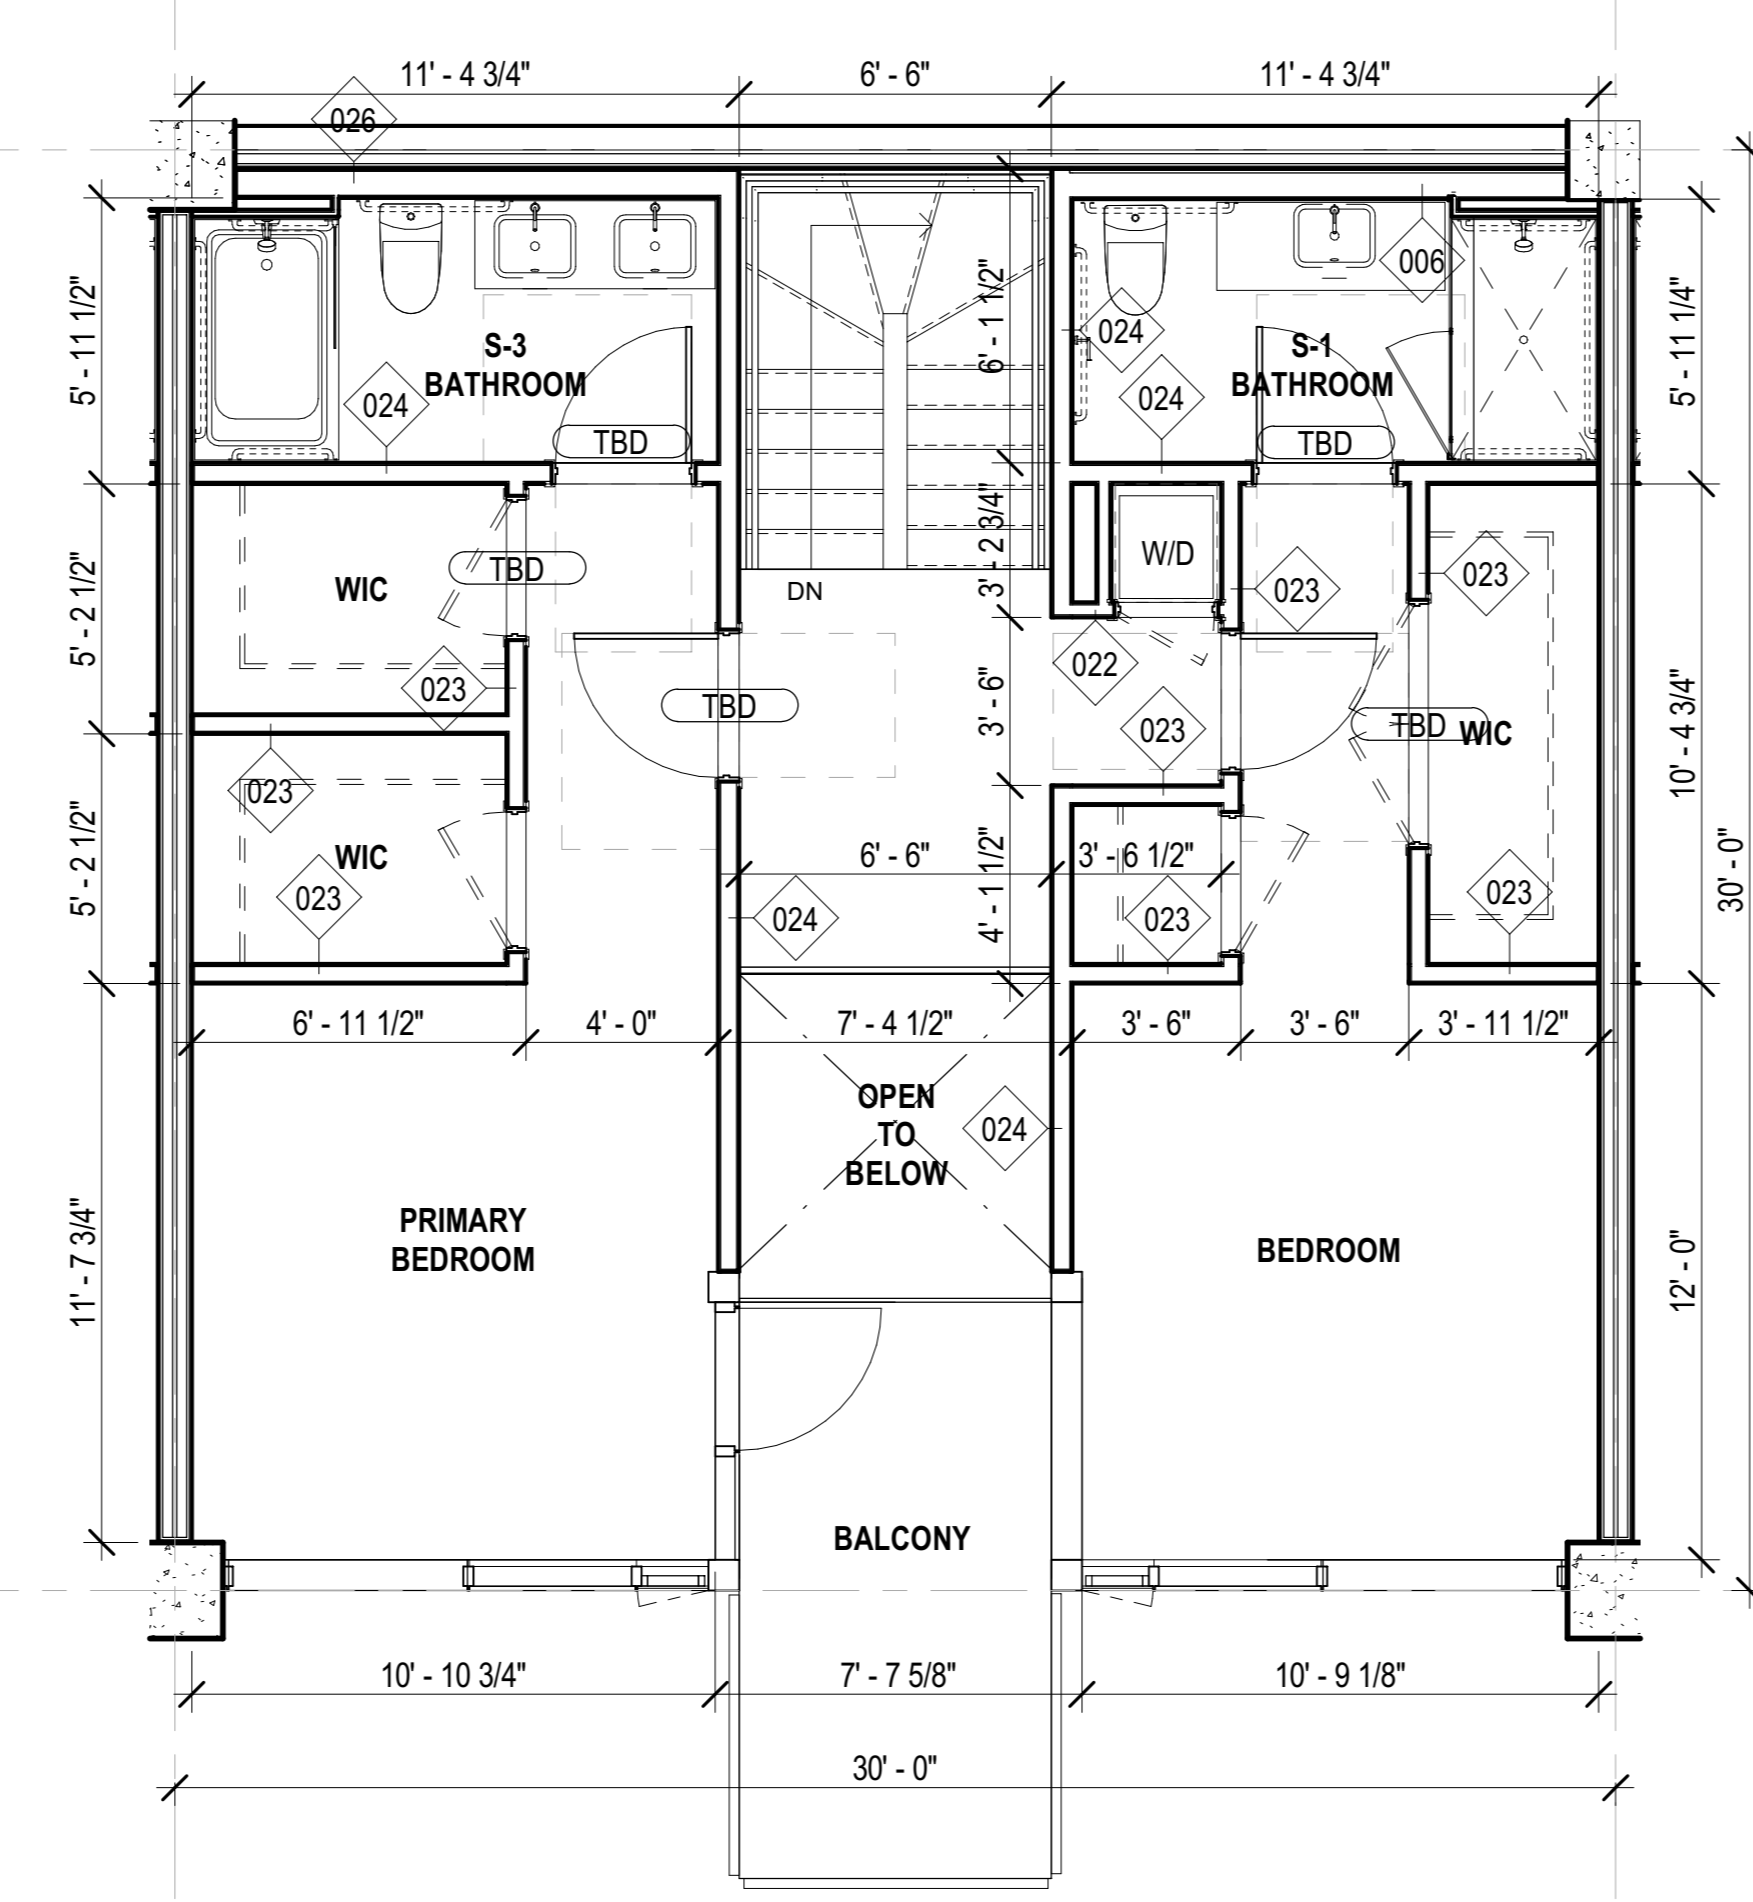 11' - 4 3/4"
6' - 6"
11' - 4 3/4"
026
5' - 11 1/2"
6' - 1 1/2"
006
5' - 11 1/4"
024
S-3
BATHROOM
S-1
BATHROOM
024
024
TBD
TBD
3' - 2 3/4"
W/D
5' - 2 1/2"
WIC
TBD
DN
023
023
023
022
TBD
3' - 6"
023
TBD
WIC
10' - 4 3/4"
023
5' - 2 1/2"
WIC
6' - 6"
4' - 1 1/2"
3' - 6 1/2"
30' - 0"
023
024
023
023
6' - 11 1/2"
4' - 0"
7' - 4 1/2"
3' - 6"
3' - 6"
3' - 11 1/2"
OPEN
TO
BELOW
024
11' - 7 3/4"
PRIMARY
BEDROOM
BEDROOM
12' - 0"
BALCONY
10' - 10 3/4"
7' - 7 5/8"
10' - 9 1/8"
30' - 0"